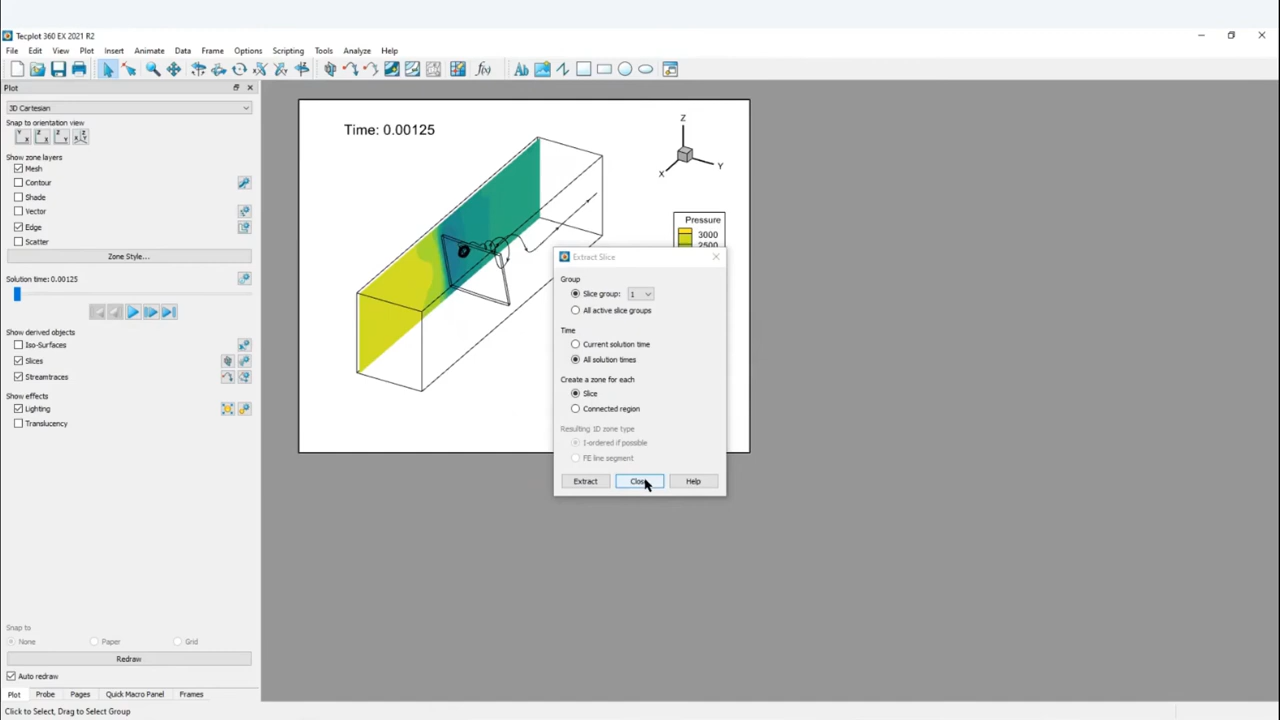 Tecplot 360 EX 2021 R2
File Edit View Plot Insert Animate Data Frame Options Scripting Tools Analyze Help
Plot
3D Cartesian
Snap to orientation view
Show zone layers
Mesh
Contour
Shade
Vector
Edge
Scatter
Zone Style...
Solution time: 0.00125
Show derived objects
Iso-Surfaces
Slices
Streamtraces
Show effects
Lighting
Translucency
Snap to
None Paper Grid
Redraw
Auto redraw
Plot Probe Pages Quick Macro Panel Frames
Click to Select, Drag to Select Group
Time: 0.00125
Z
X
Y
Pressure
3000
2500
Extract Slice
Group
Slice group: 1
All active slice groups
Time
Current solution time
All solution times
Create a zone for each
Slice
Connected region
Resulting 1D zone type
I-ordered if possible
FE line segment
Extract Close Help